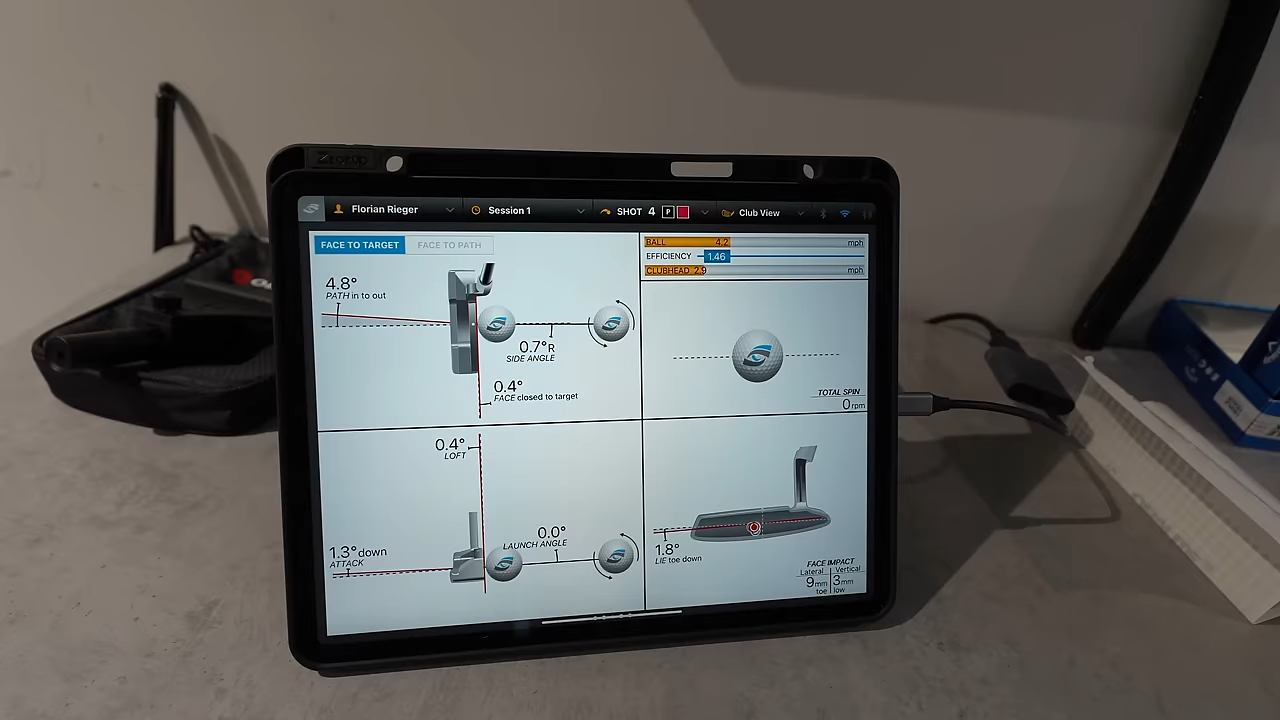 Florian Rieger
Session 1
SHOT 4 P
Club View
FACE TO TARGET
FACE TO PATH
4.8°
PATH in to out
0.7°R
SIDE ANGLE
0.4°
FACE closed to target
BALL 4.2 mph
EFFICIENCY 1.46
CLUBHEAD 2.9 mph
TOTAL SPIN
0rpm
0.4°
LOFT
0.0°
LAUNCH ANGLE
1.3° down
ATTACK
1.8°
LIE toe down
FACE IMPACT
Lateral Vertical
9mm 3mm
toe low